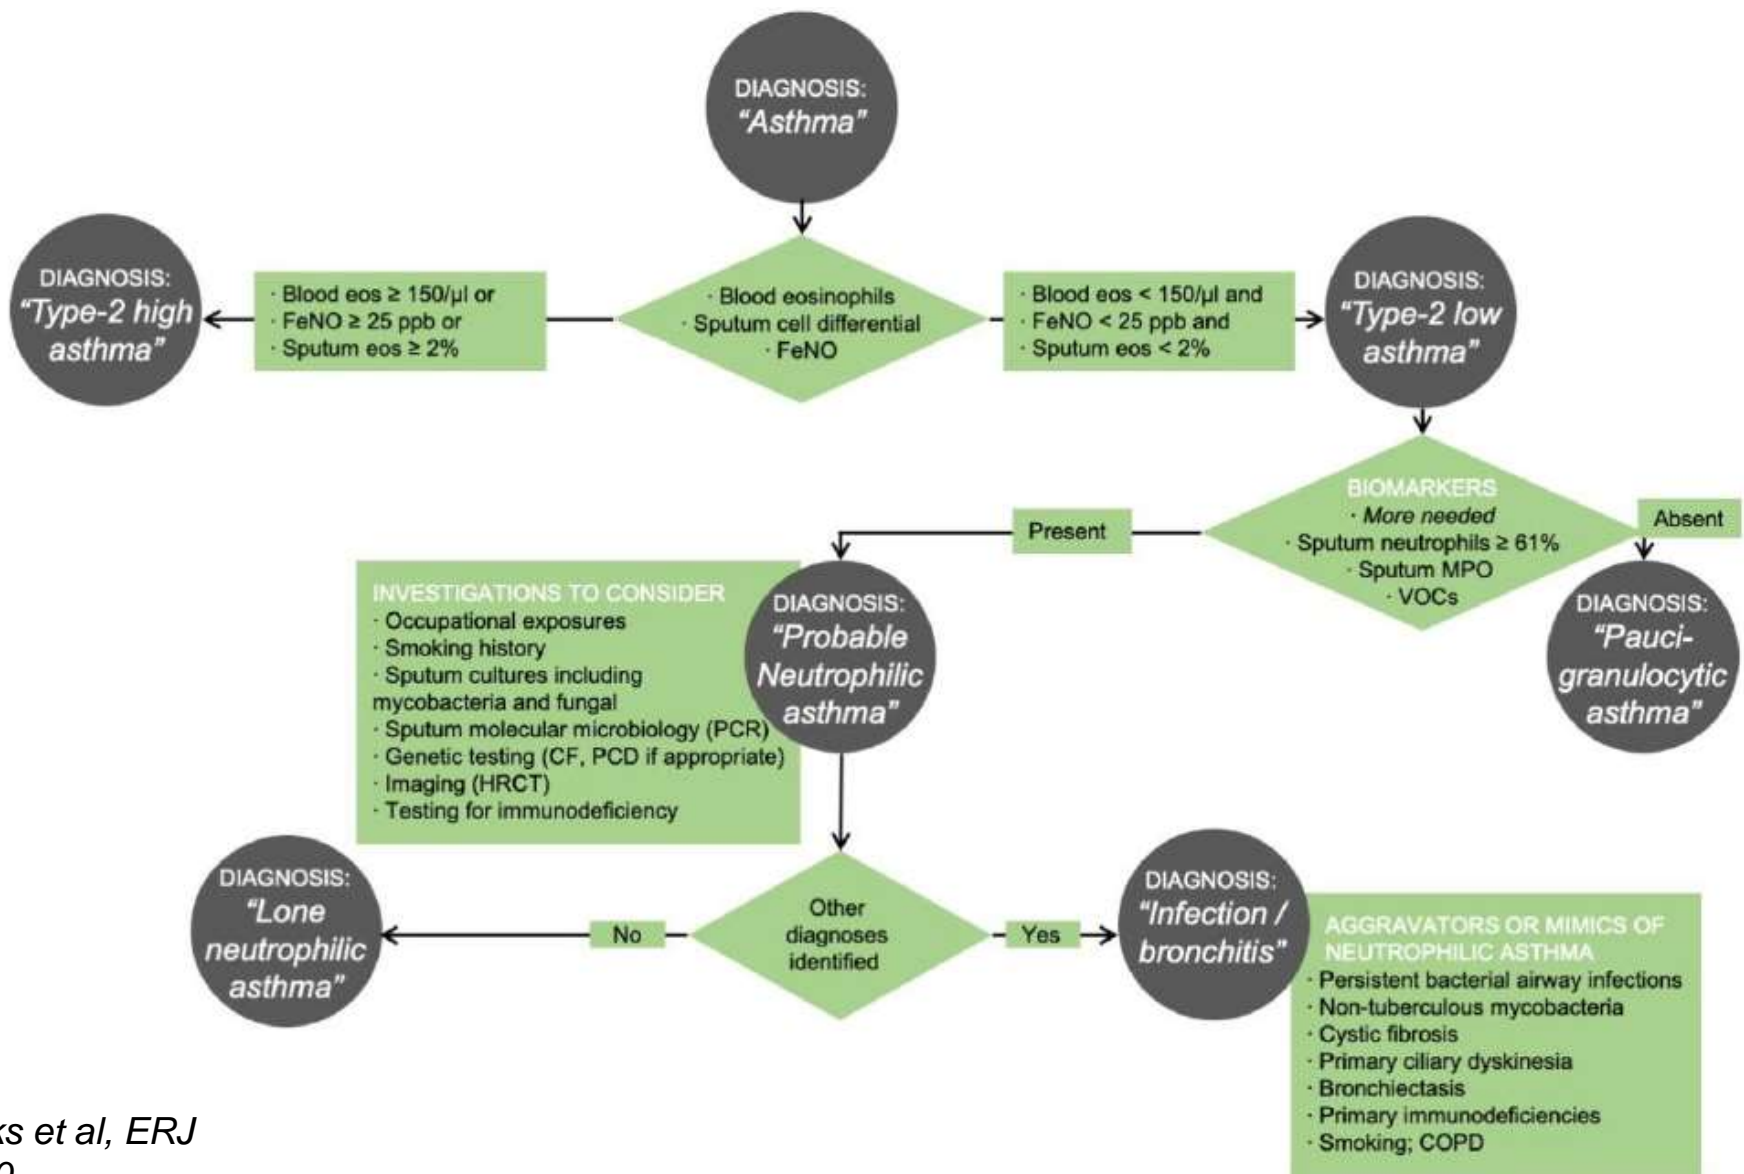 DIAGNOSIS:
"Asthma"
DIAGNOSIS:
"Type-2 high
asthma"
· Blood eos ≥ 150/µl or
· FeNO ≥ 25 ppb or
· Sputum eos ≥ 2%
· Blood eosinophils
· Sputum cell differential
· FeNO
· Blood eos < 150/µl and
· FeNO < 25 ppb and
· Sputum eos < 2%
DIAGNOSIS:
"Type-2 low
asthma"
BIOMARKERS
· More needed
· Sputum neutrophils ≥ 61%
· Sputum MPO
· VOCs
Present
Absent
INVESTIGATIONS TO CONSIDER
· Occupational exposures
· Smoking history
· Sputum cultures including
mycobacteria and fungal
· Sputum molecular microbiology (PCR)
· Genetic testing (CF, PCD if appropriate)
· Imaging (HRCT)
· Testing for immunodeficiency
DIAGNOSIS:
"Probable
Neutrophilic
asthma"
DIAGNOSIS:
"Pauci-
granulocytic
asthma"
DIAGNOSIS:
"Lone
neutrophilic
asthma"
No
Other
diagnoses
identified
Yes
DIAGNOSIS:
"Infection /
bronchitis"
AGGRAVATORS OR MIMICS OF
NEUTROPHILIC ASTHMA
· Persistent bacterial airway infections
· Non-tuberculous mycobacteria
· Cystic fibrosis
· Primary ciliary dyskinesia
· Bronchiectasis
· Primary immunodeficiencies
· Smoking; COPD
et al, ERJ